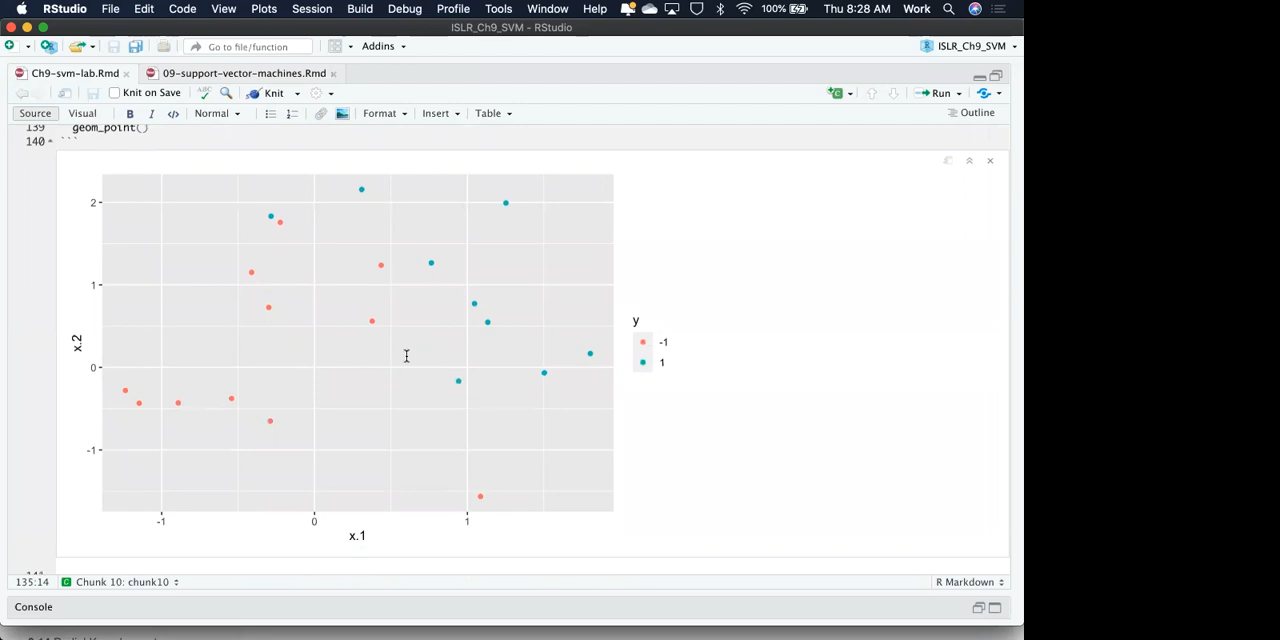 RStudio File Edit Code View Plots Session Build Debug Profile Tools Window Help 100% Thu 8:28 AM Work
ISLR_Ch9_SVM - RStudio
Go to file/function Addins ISLR_Ch9_SVM
Ch9-svm-lab.Rmd 09-support-vector-machines.Rmd
Knit on Save ABC Knit Run
Source Visual B I </> Normal Format Insert Table Outline
139 geom_point()
140 ```
2
1
0
-1
x.2
-1 0 1
x.1
y
-1
1
141
135:14 C Chunk 10: chunk10 R Markdown
Console